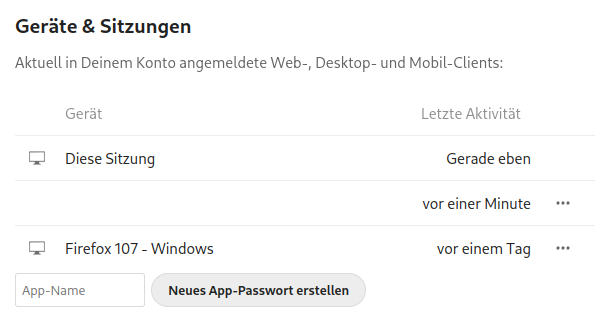 Geräte & Sitzungen
Aktuell in Deinem Konto angemeldete Web-, Desktop- und Mobil-Clients:
Gerät Letzte Aktivität
Diese Sitzung Gerade eben
vor einer Minute
Firefox 107 - Windows vor einem Tag
App-Name Neues App-Passwort erstellen